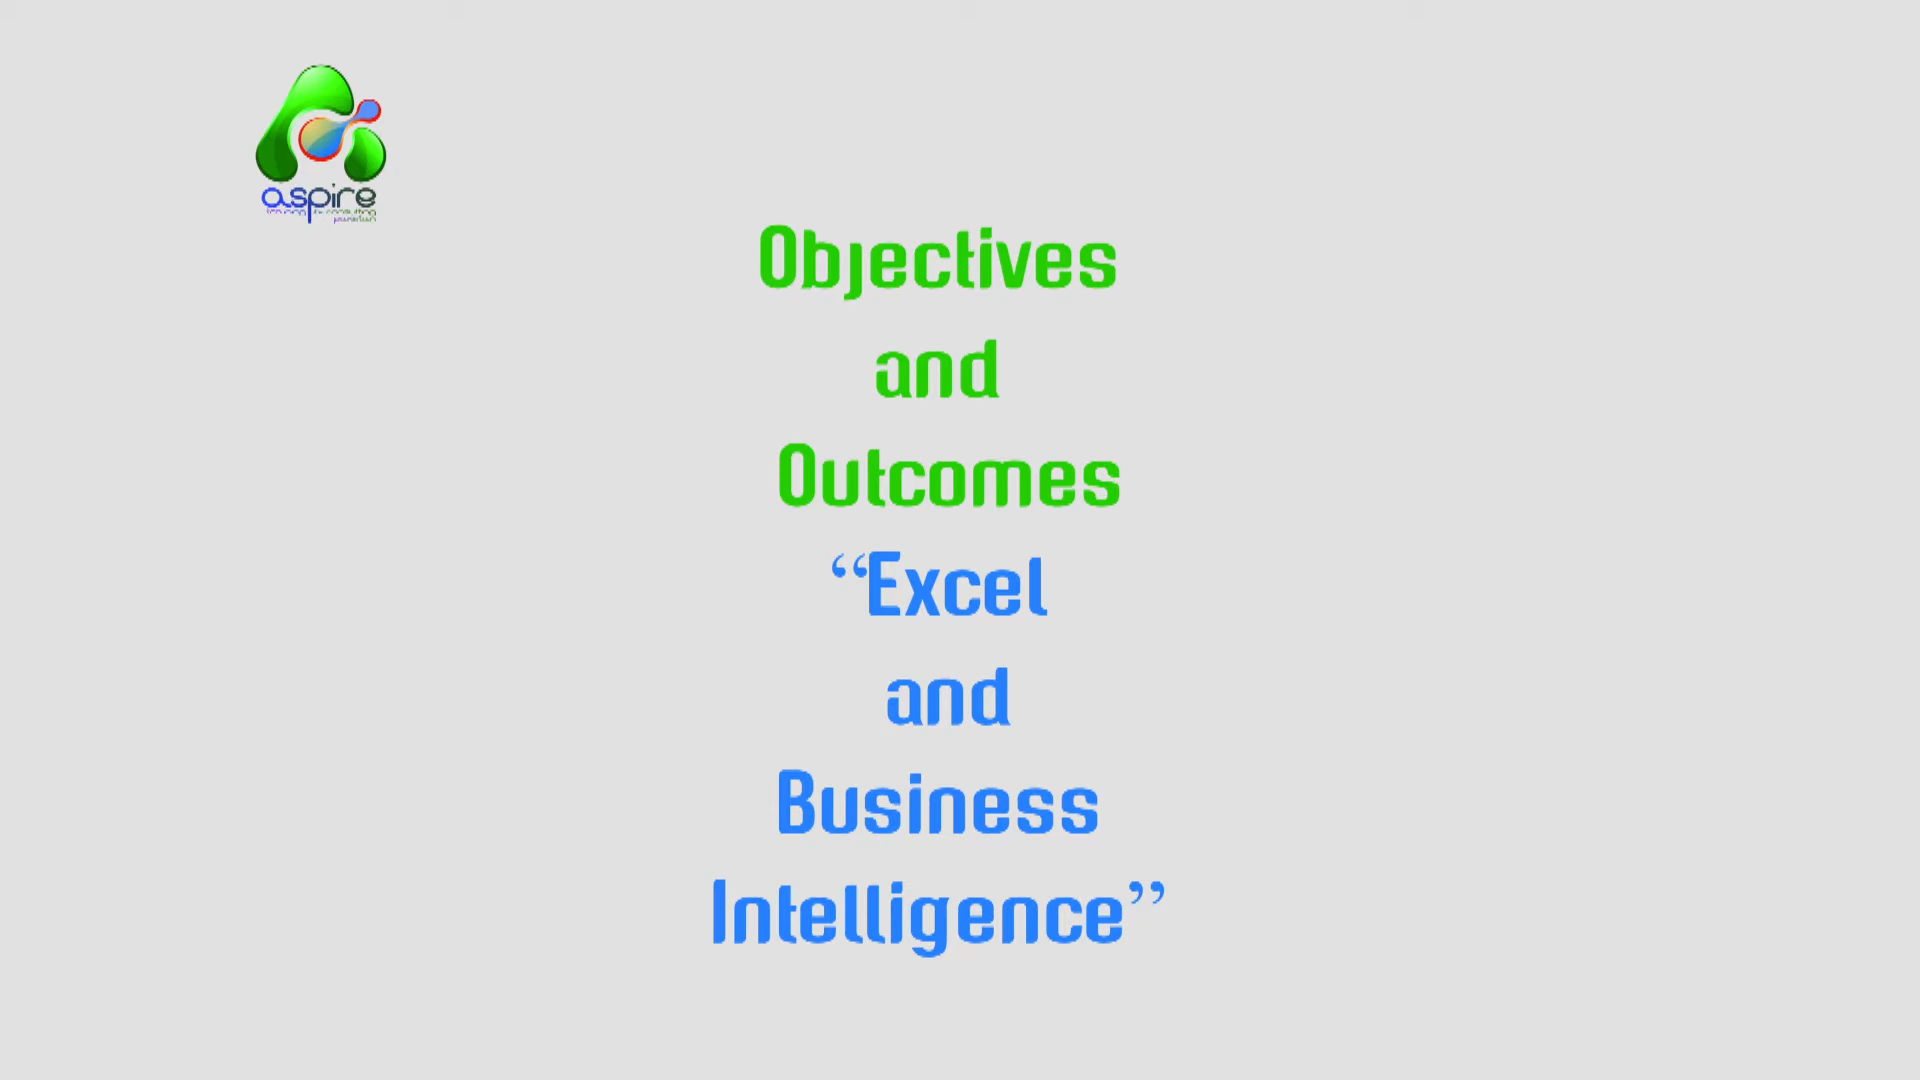 aspire
Objectives
and
Outcomes
“Excel
and
Business
Intelligence”